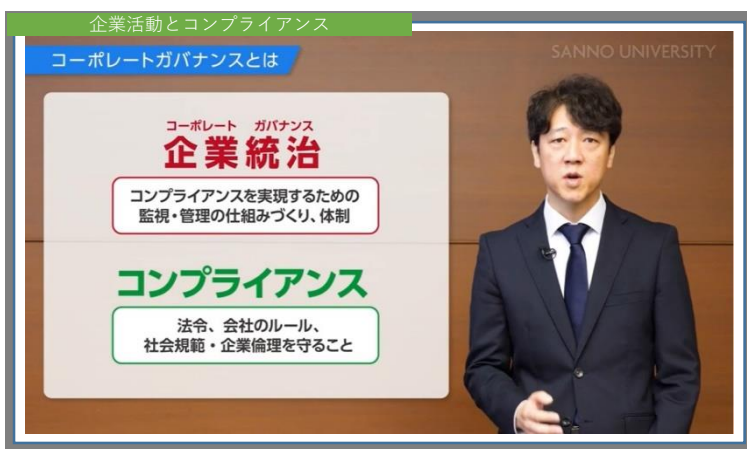 企業活動とコンプライアンス
コーポレートガバナンスとは
SANNO UNIVERSITY
コーポレート ガバナンス
企業統治
コンプライアンスを実現するための
監視・管理の仕組みづくり、体制
コンプライアンス
法令、会社のルール、
社会規範・企業倫理を守ること